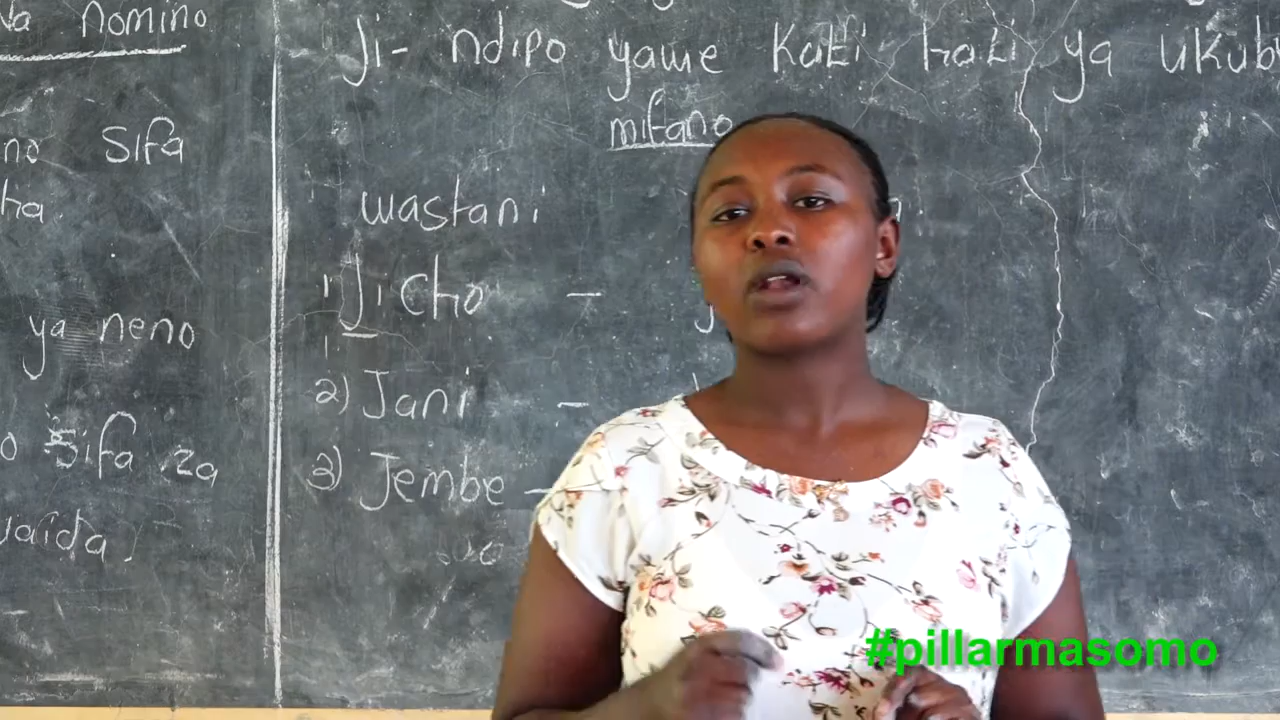 Na nomino
no sifa
ha.
ya neno
o sifa za
waida.
Ji- ndipo yawe Kati hali ya ukub
mifano
wastani
1) Jicho -
2) Jani -
3) Jembe -
#pillarmasomo